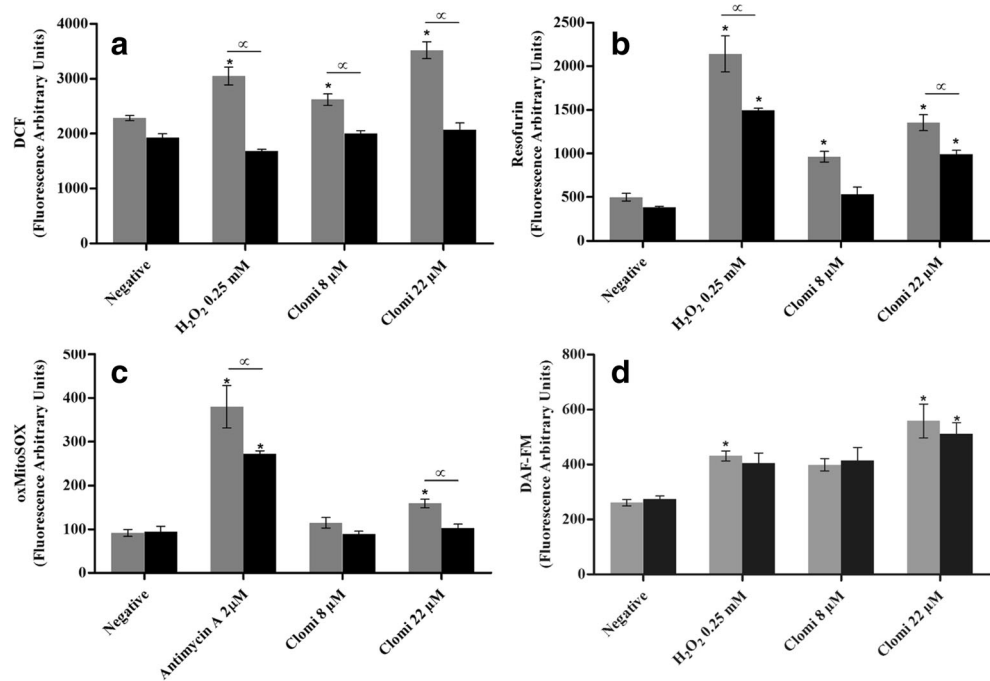 a
DCF
(Fluorescence Arbitrary Units)
4000
3000
2000
1000
0
* ∝
* ∝
* ∝
Negative
H₂O₂ 0.25 mM
Clomi 8 µM
Clomi 22 µM
b
Resofurin
(Fluorescence Arbitrary Units)
2500
2000
1500
1000
500
0
* ∝ *
*
* ∝ *
Negative
H₂O₂ 0.25 mM
Clomi 8 µM
Clomi 22 µM
c
oxMitoSOX
(Fluorescence Arbitrary Units)
500
400
300
200
100
0
* ∝ *
* ∝
Negative
Antimycin A 2µM
Clomi 8 µM
Clomi 22 µM
d
DAF-FM
(Fluorescence Arbitrary Units)
800
600
400
200
0
*
* *
Negative
H₂O₂ 0.25 mM
Clomi 8 µM
Clomi 22 µM